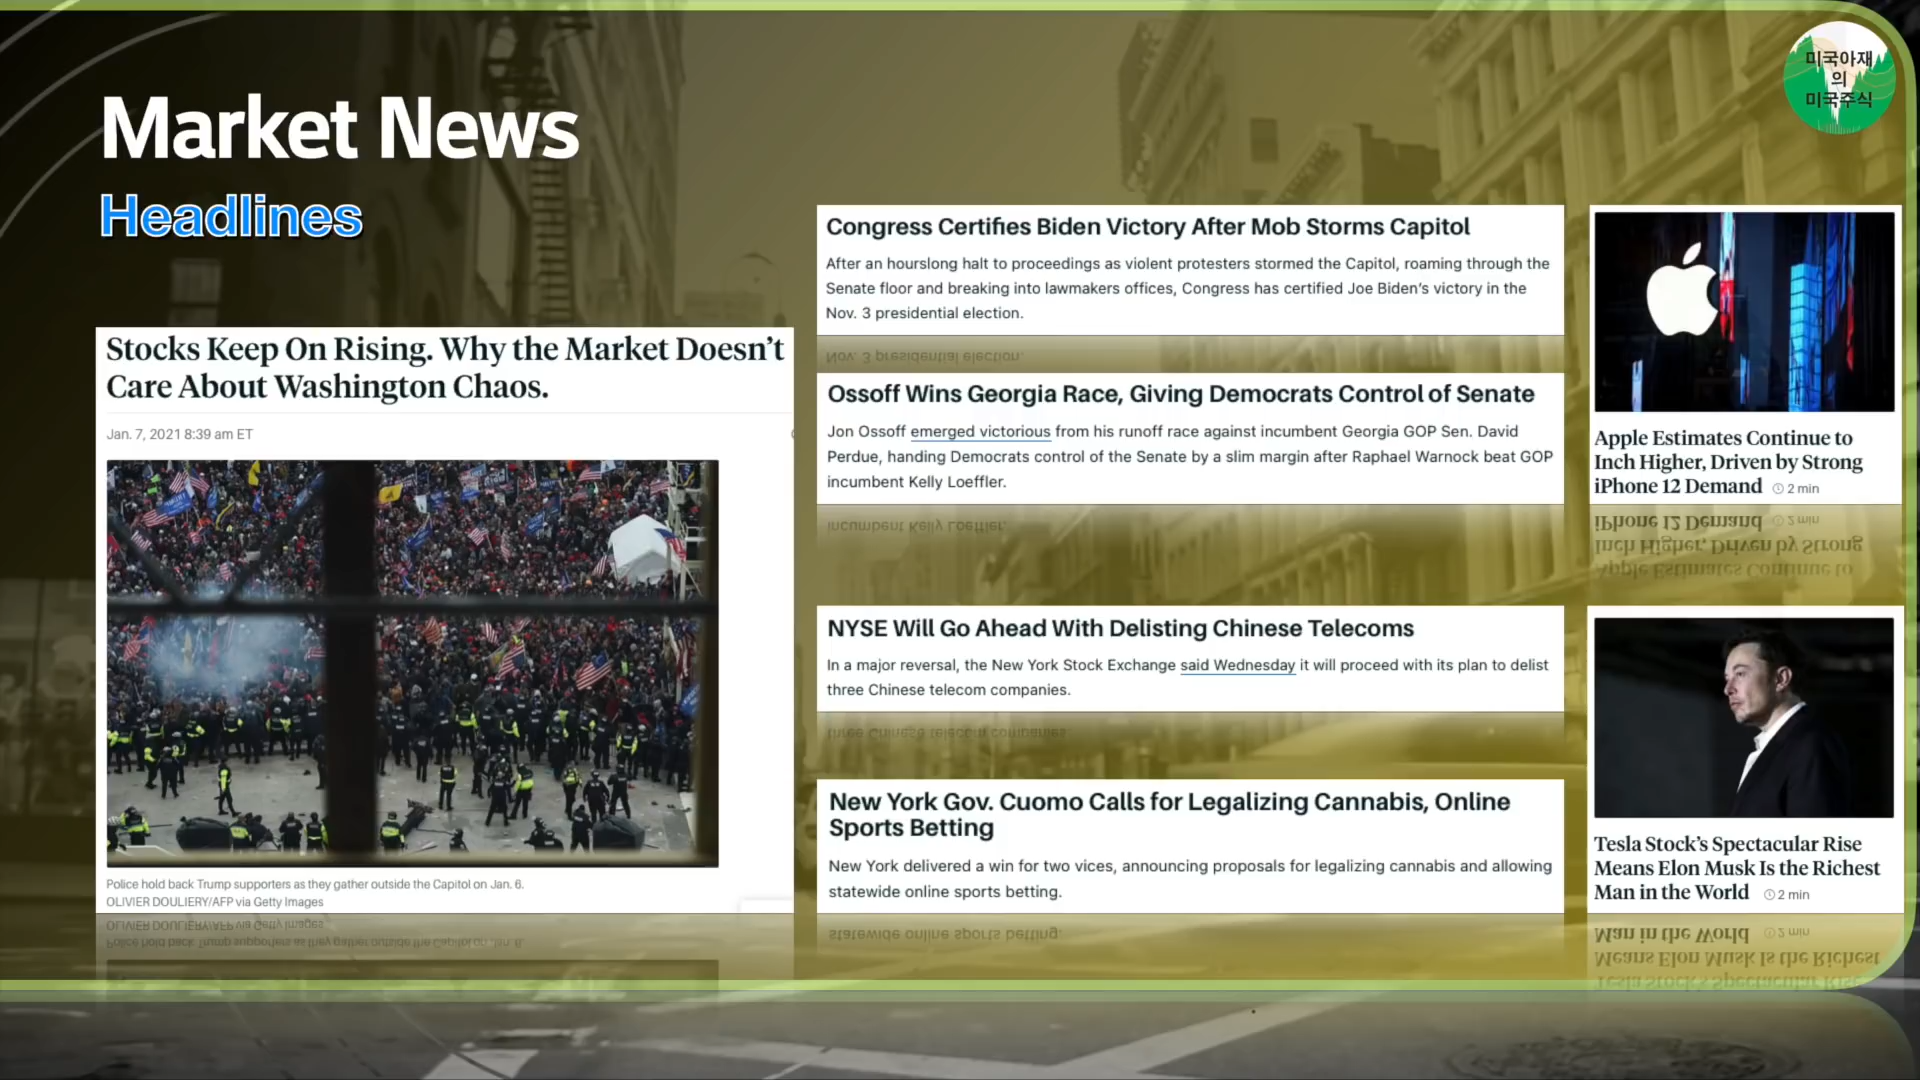 Market News
Headlines
미국아재
의
미국주식
Stocks Keep On Rising. Why the Market Doesn’t
Care About Washington Chaos.
Jan. 7, 2021 8:39 am ET
Police hold back Trump supporters as they gather outside the Capitol on Jan. 6.
OLIVIER DOULIERY/AFP via Getty Images
Congress Certifies Biden Victory After Mob Storms Capitol
After an hourslong halt to proceedings as violent protesters stormed the Capitol, roaming through the
Senate floor and breaking into lawmakers offices, Congress has certified Joe Biden’s victory in the
Nov. 3 presidential election.
Ossoff Wins Georgia Race, Giving Democrats Control of Senate
Jon Ossoff emerged victorious from his runoff race against incumbent Georgia GOP Sen. David
Perdue, handing Democrats control of the Senate by a slim margin after Raphael Warnock beat GOP
incumbent Kelly Loeffler.
NYSE Will Go Ahead With Delisting Chinese Telecoms
In a major reversal, the New York Stock Exchange said Wednesday it will proceed with its plan to delist
three Chinese telecom companies.
New York Gov. Cuomo Calls for Legalizing Cannabis, Online
Sports Betting
New York delivered a win for two vices, announcing proposals for legalizing cannabis and allowing
statewide online sports betting.
Apple Estimates Continue to
Inch Higher, Driven by Strong
iPhone 12 Demand 2 min
Tesla Stock’s Spectacular Rise
Means Elon Musk Is the Richest
Man in the World 2 min